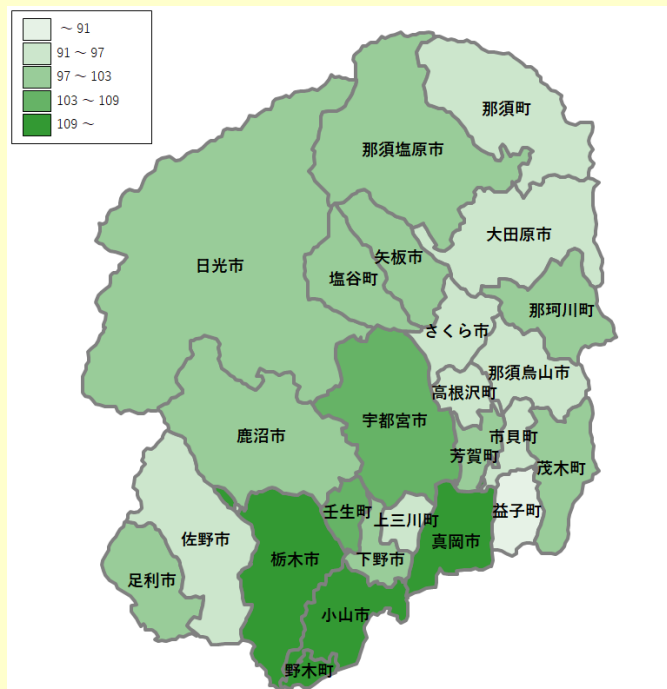 ～ 91
91 ～ 97
97 ～ 103
103 ～ 109
109 ～
那須町
那須塩原市
大田原市
矢板市
日光市
塩谷町
那珂川町
さくら市
那須烏山市
高根沢町
宇都宮市
鹿沼市
市貝町
芳賀町
茂木町
壬生町
上三川町
益子町
佐野市
真岡市
栃木市
下野市
足利市
小山市
野木町